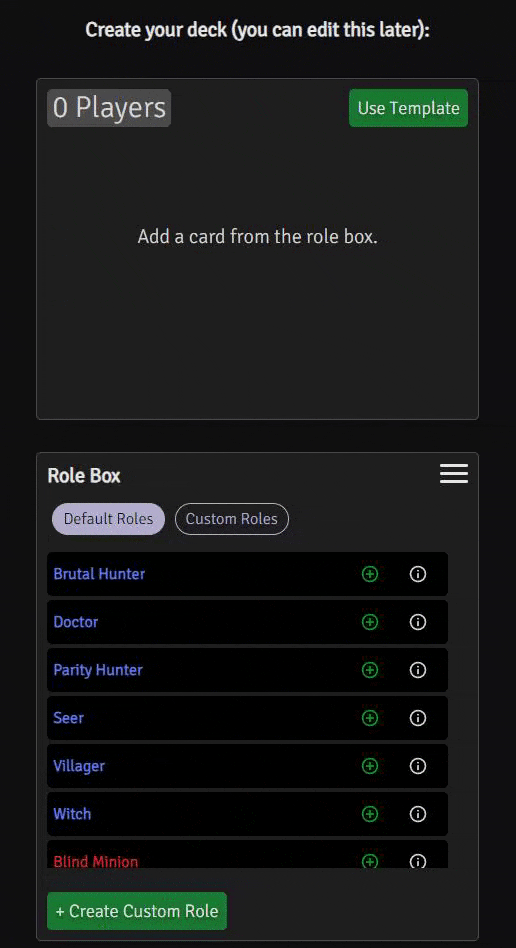 Create your deck (you can edit this later):
0 Players
Use Template
Add a card from the role box.
Role Box
Default Roles
Custom Roles
Brutal Hunter
Doctor
Parity Hunter
Seer
Villager
Witch
Blind Minion
+ Create Custom Role